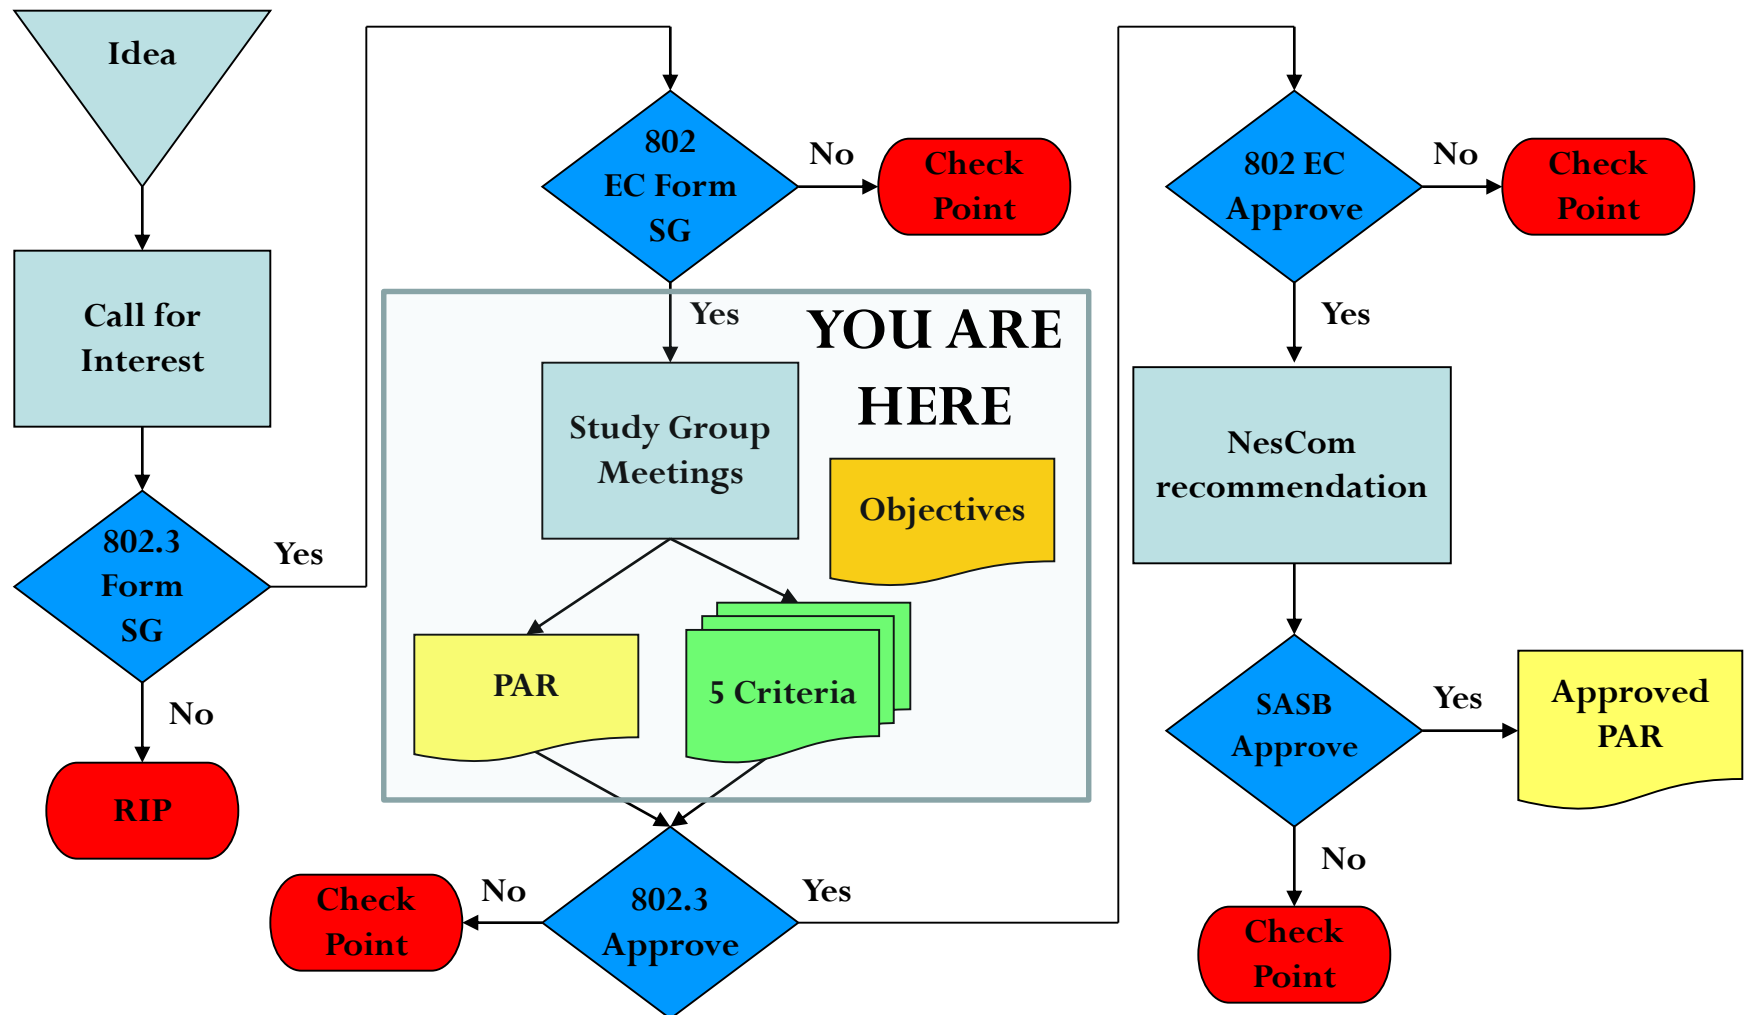 Idea
Call for
Interest
802.3
Form
SG
Yes
No
RIP
802
EC Form
SG
No
Check
Point
Yes
YOU ARE
HERE
Study Group
Meetings
Objectives
PAR
5 Criteria
802.3
Approve
No
Check
Point
Yes
802 EC
Approve
No
Check
Point
Yes
NesCom
recommendation
SASB
Approve
Yes
Approved
PAR
No
Check
Point